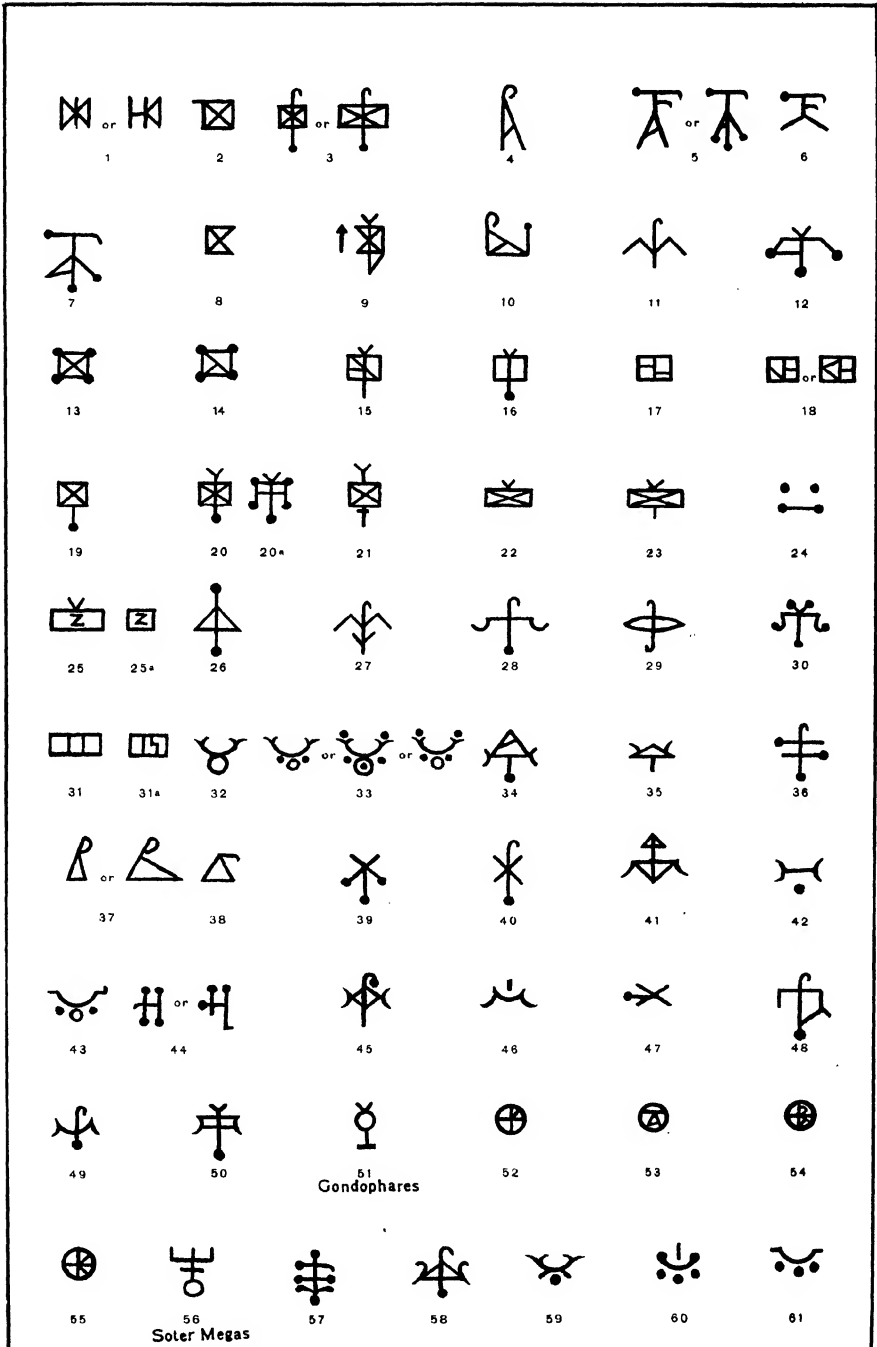 or or or
1 2 3 4 5 6
7 8 9 10 11 12
or
13 14 15 16 17 18
19 20 20a 21 22 23 24
25 25a 26 27 28 29 30
or or
31 31a 32 33 34 35 36
or
37 38 39 40 41 42
or
43 44 45 46 47 48
49 50 51 52 53 54
Gondophares
55 56 57 58 59 60 61
Soter Megas